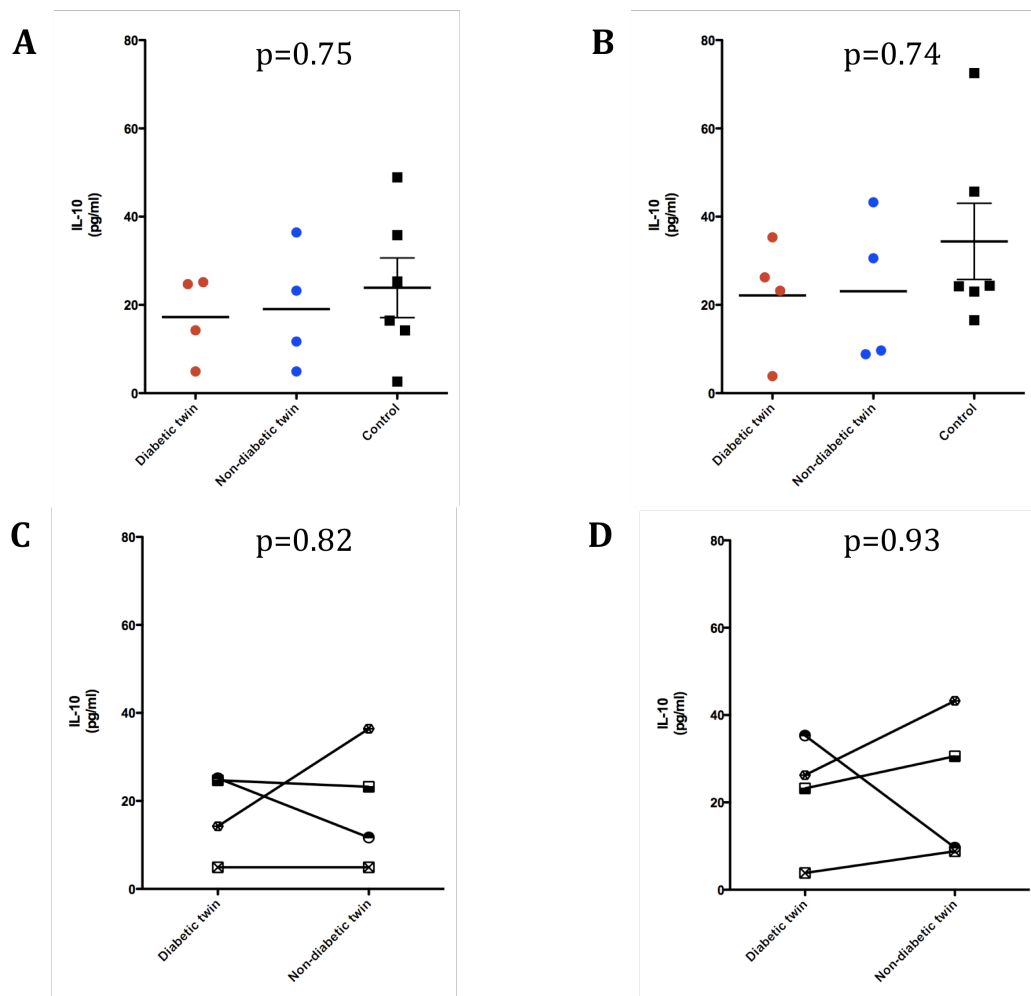 A
p=0.75
80
60
40
20
0
IL-10
(pg/ml)
Diabetic twin
Non-diabetic twin
Control
B
p=0.74
80
60
40
20
0
IL-10
(pg/ml)
Diabetic twin
Non-diabetic twin
Control
C
p=0.82
80
60
40
20
0
IL-10
(pg/ml)
Diabetic twin
Non-diabetic twin
D
p=0.93
80
60
40
20
0
IL-10
(pg/ml)
Diabetic twin
Non-diabetic twin